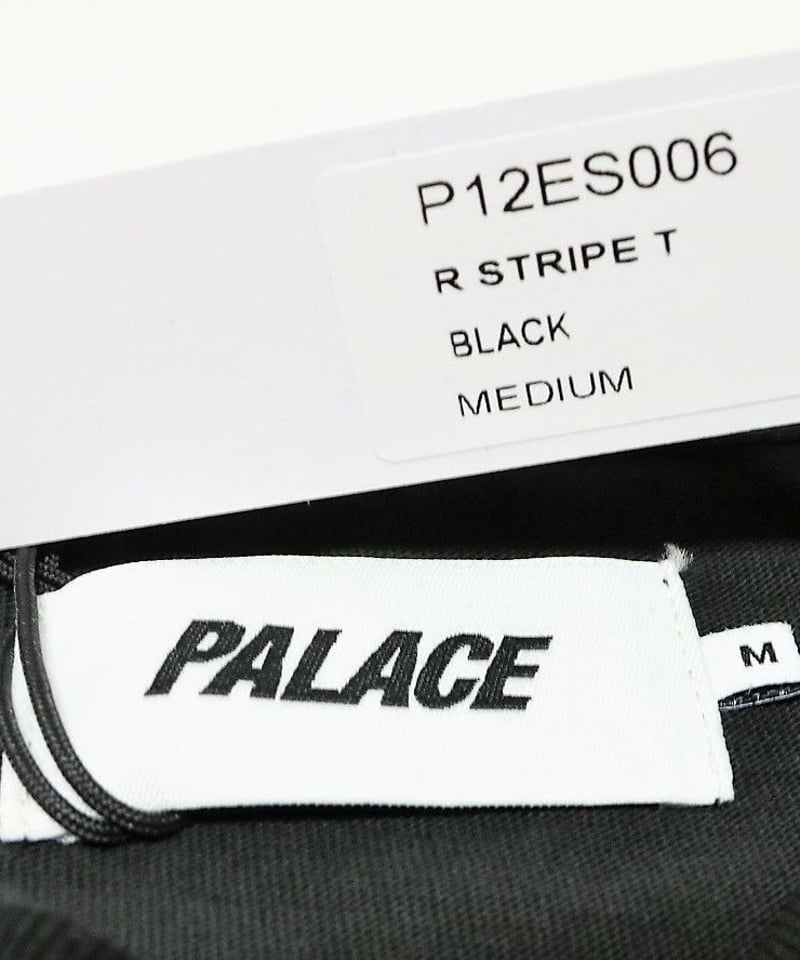 P12ES006
R STRIPE T
BLACK
MEDIUM
PALACE
M